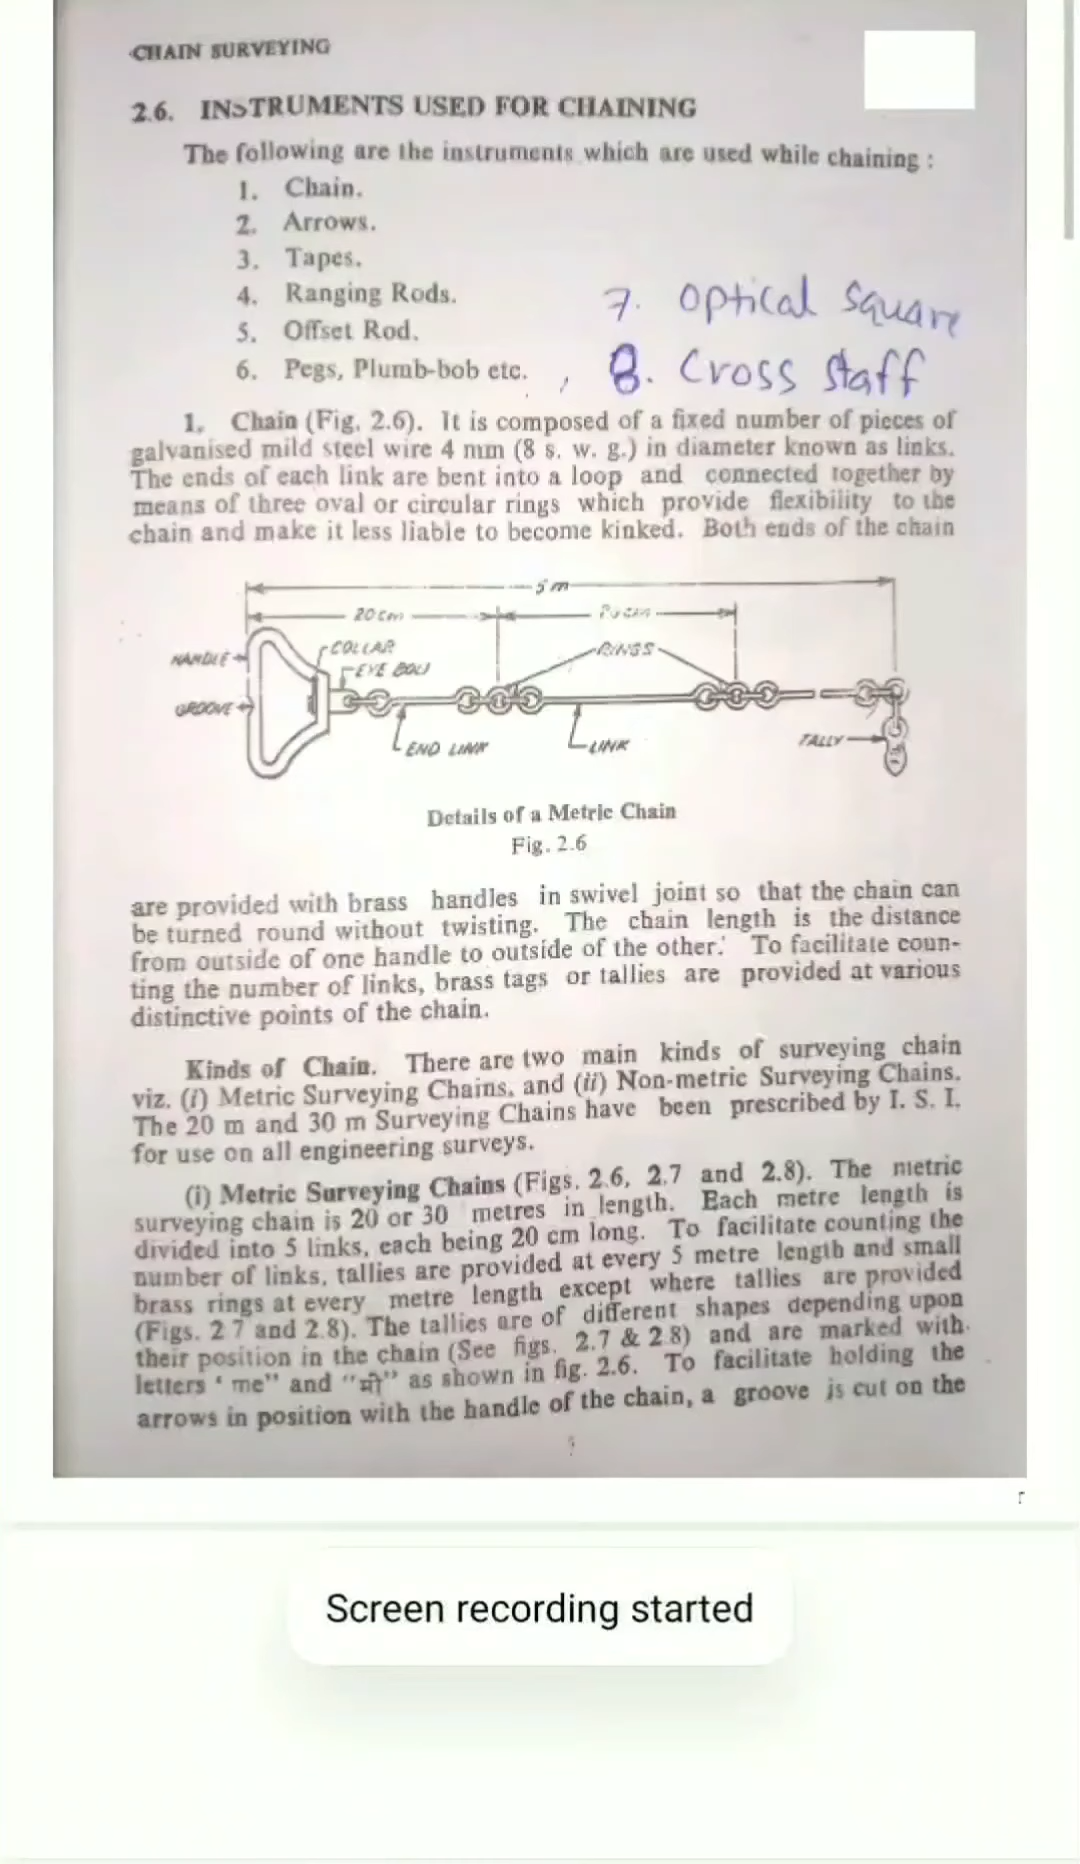 CHAIN SURVEYING
2.6. INSTRUMENTS USED FOR CHAINING
The following are the instruments which are used while chaining :
1. Chain.
2. Arrows.
3. Tapes.
4. Ranging Rods.
7. Optical Square
5. Offset Rod.
6. Pegs, Plumb-bob etc.
8. Cross Staff
1. Chain (Fig. 2.6). It is composed of a fixed number of pieces of
galvanised mild steel wire 4 mm (8 s. w. g.) in diameter known as links.
The ends of each link are bent into a loop and connected together by
means of three oval or circular rings which provide flexibility to the
chain and make it less liable to become kinked. Both ends of the chain
5 m
20 cm
HANDLE
COLLAR
RINGS
EYE BOLT
GROOVE
END LINK
LINK
TALLY
Details of a Metric Chain
Fig. 2.6
are provided with brass handles in swivel joint so that the chain can
be turned round without twisting. The chain length is the distance
from outside of one handle to outside of the other. To facilitate coun-
ting the number of links, brass tags or tallies are provided at various
distinctive points of the chain.
Kinds of Chain. There are two main kinds of surveying chain
viz. (i) Metric Surveying Chains, and (ii) Non-metric Surveying Chains.
The 20 m and 30 m Surveying Chains have been prescribed by I. S. I.
for use on all engineering surveys.
(i) Metric Surveying Chains (Figs. 2.6, 2.7 and 2.8). The metric
surveying chain is 20 or 30 metres in length. Each metre length is
divided into 5 links, each being 20 cm long. To facilitate counting the
number of links, tallies are provided at every 5 metre length and small
brass rings at every metre length except where tallies are provided
(Figs. 2 7 and 2.8). The tallies are of different shapes depending upon
their position in the chain (See figs. 2.7 & 2.8) and are marked with
letters ' me" and "मी" as shown in fig. 2.6. To facilitate holding the
arrows in position with the handle of the chain, a groove is cut on the
Screen recording started